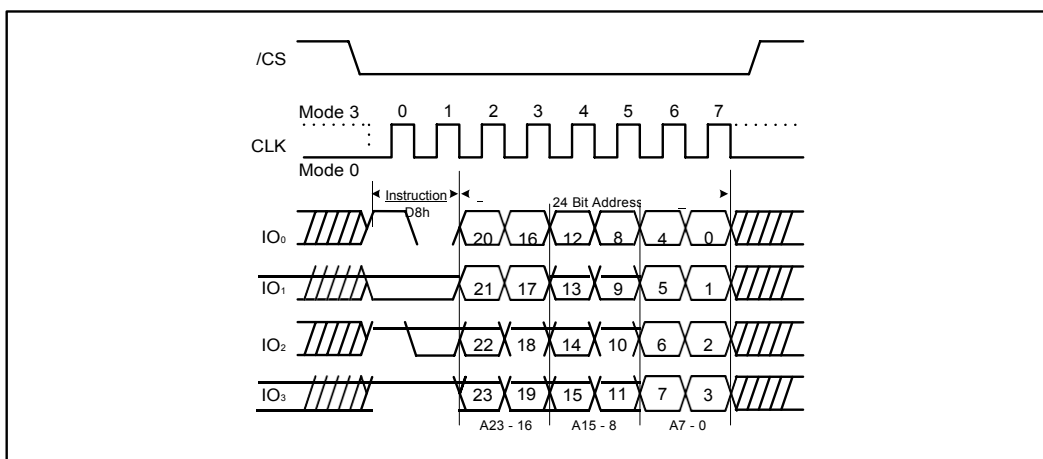 /CS
Mode 3 0 1 2 3 4 5 6 7
CLK
Mode 0
Instruction
D8h
24 Bit Address
IO0 20 16 12 8 4 0
IO1 21 17 13 9 5 1
IO2 22 18 14 10 6 2
IO3 23 19 15 11 7 3
A23 - 16 A15 - 8 A7 - 0